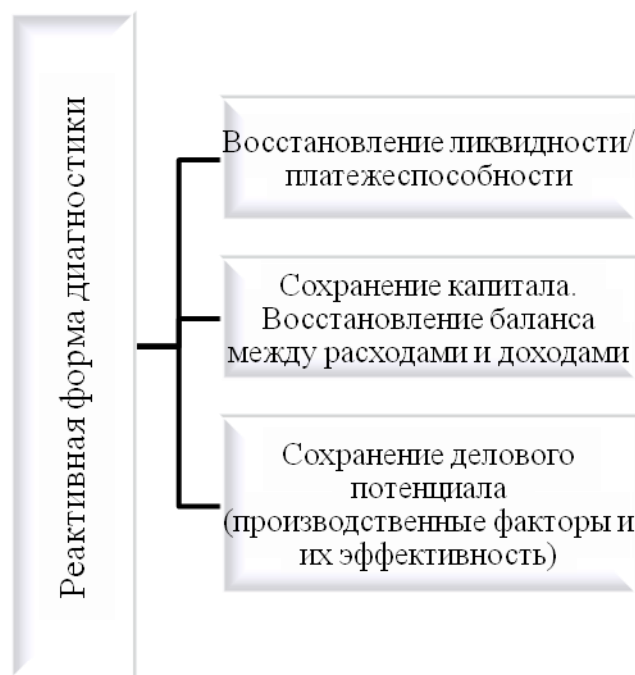 Реактивная форма диагностики
Восстановление ликвидности/
платежеспособности
Сохранение капитала.
Восстановление баланса
между расходами и доходами
Сохранение делового
потенциала
(производственные факторы и
их эффективность)